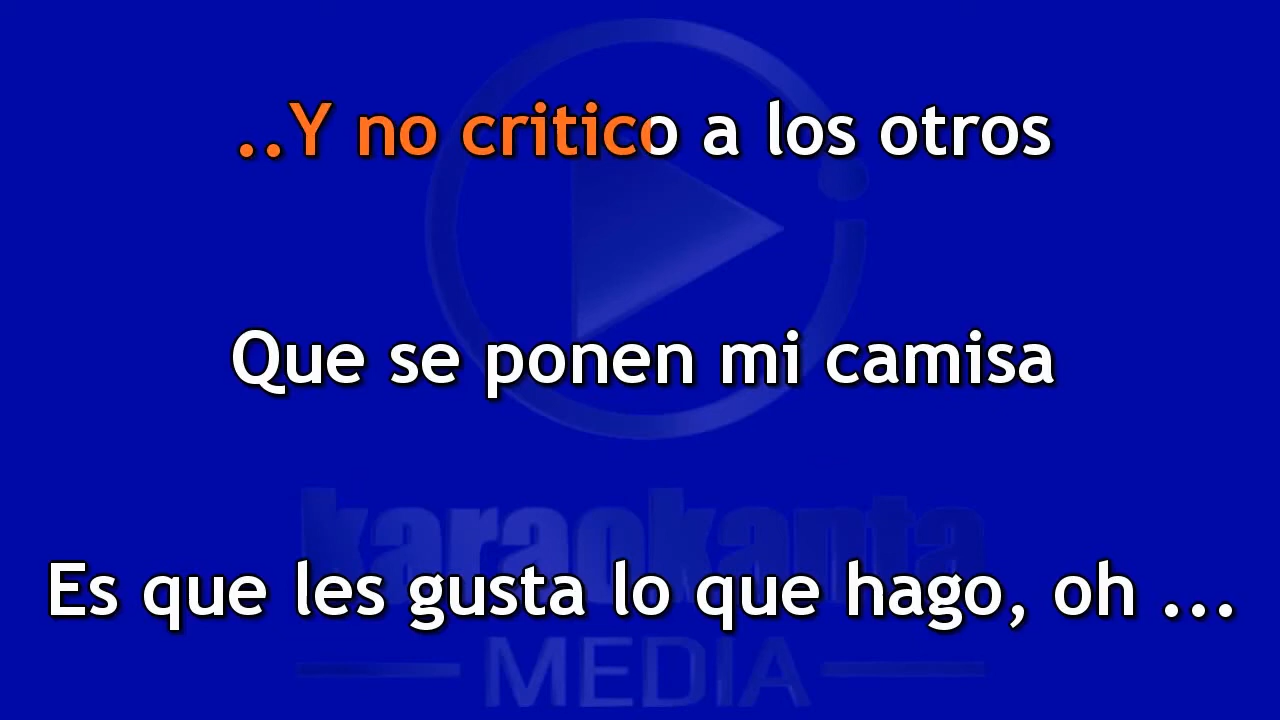 ..Y no critico a los otros
Que se ponen mi camisa
karaokanta
Es que les gusta lo que hago, oh ...
MEDIA